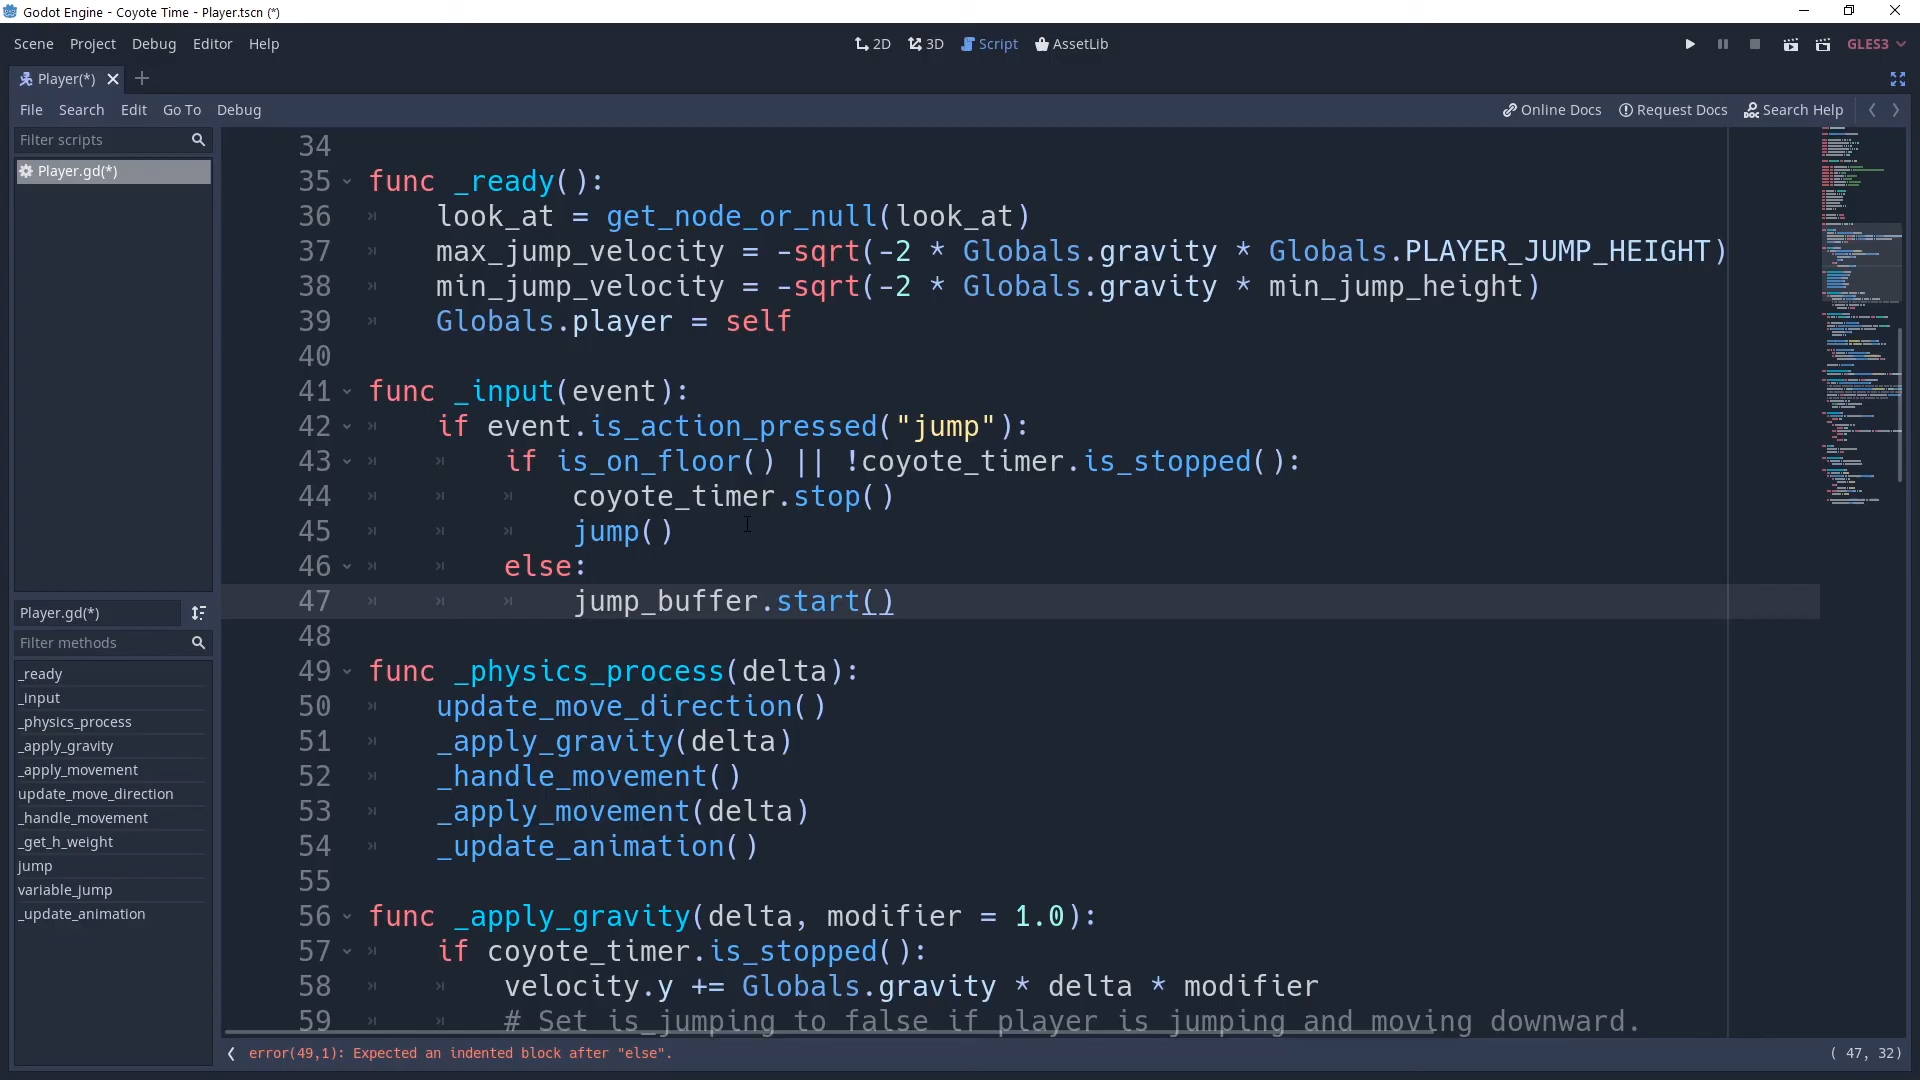 Godot Engine - Coyote Time - Player.tscn (*)
Scene Project Debug Editor Help 2D 3D Script AssetLib GLES3
Player(*)
File Search Edit Go To Debug Online Docs Request Docs Search Help
Filter scripts
Player.gd(*)
Player.gd(*)
Filter methods
_ready
_input
_physics_process
_apply_gravity
_apply_movement
update_move_direction
_handle_movement
_get_h_weight
jump
variable_jump
_update_animation
34
35 func _ready():
36 look_at = get_node_or_null(look_at)
37 max_jump_velocity = -sqrt(-2 * Globals.gravity * Globals.PLAYER_JUMP_HEIGHT)
38 min_jump_velocity = -sqrt(-2 * Globals.gravity * min_jump_height)
39 Globals.player = self
40
41 func _input(event):
42 if event.is_action_pressed("jump"):
43 if is_on_floor() || !coyote_timer.is_stopped():
44 coyote_timer.stop()
45 jump()
46 else:
47 jump_buffer.start()
48
49 func _physics_process(delta):
50 update_move_direction()
51 _apply_gravity(delta)
52 _handle_movement()
53 _apply_movement(delta)
54 _update_animation()
55
56 func _apply_gravity(delta, modifier = 1.0):
57 if coyote_timer.is_stopped():
58 velocity.y += Globals.gravity * delta * modifier
59 # Set is_jumping to false if player is jumping and moving downward.
error(49,1): Expected an indented block after "else". ( 47, 32)